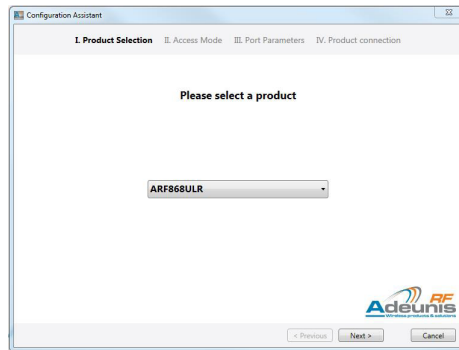 Configuration Assistant
I. Product Selection II. Access Mode III. Port Parameters IV. Product connection
Please select a product
ARF868ULR
Adeunis RF
Wireless products & solutions
< Previous Next > Cancel